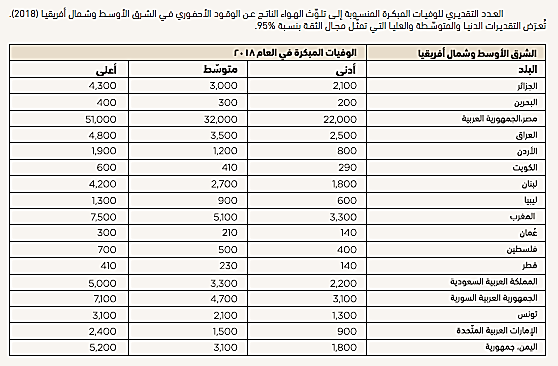 العدد التقديري للوفيات المبكرة المنسوبة إلى تلوّث الهواء الناتج عن الوقود الأحفوري في الشرق الأوسط وشمال أفريقيا (2018).
تُعرَض التقديرات الدنيا والمتوسّطة والعليا التي تمثّل مجال الثقة بنسبة 95%.
الشرق الأوسط وشمال أفريقيا الوفيات المبكرة في العام ٢٠١٨
البلد أدنى متوسّط أعلى
الجزائر 2,100 3,000 4,300
البحرين 200 300 400
مصر،الجمهورية العربية 22,000 32,000 51,000
العراق 2,500 3,500 4,800
الأردن 800 1,200 1,900
الكويت 290 410 600
لبنان 1,800 2,700 4,200
ليبيا 600 900 1,300
المغرب 3,300 5,100 7,500
عُمان 140 210 300
فلسطين 400 500 700
قطر 140 230 410
المملكة العربية السعودية 2,200 3,300 5,000
الجمهورية العربية السورية 3,100 4,700 7,100
تونس 1,300 2,100 3,100
الإمارات العربية المتّحدة 900 1,500 2,400
اليمن، جمهورية 1,800 3,100 5,200